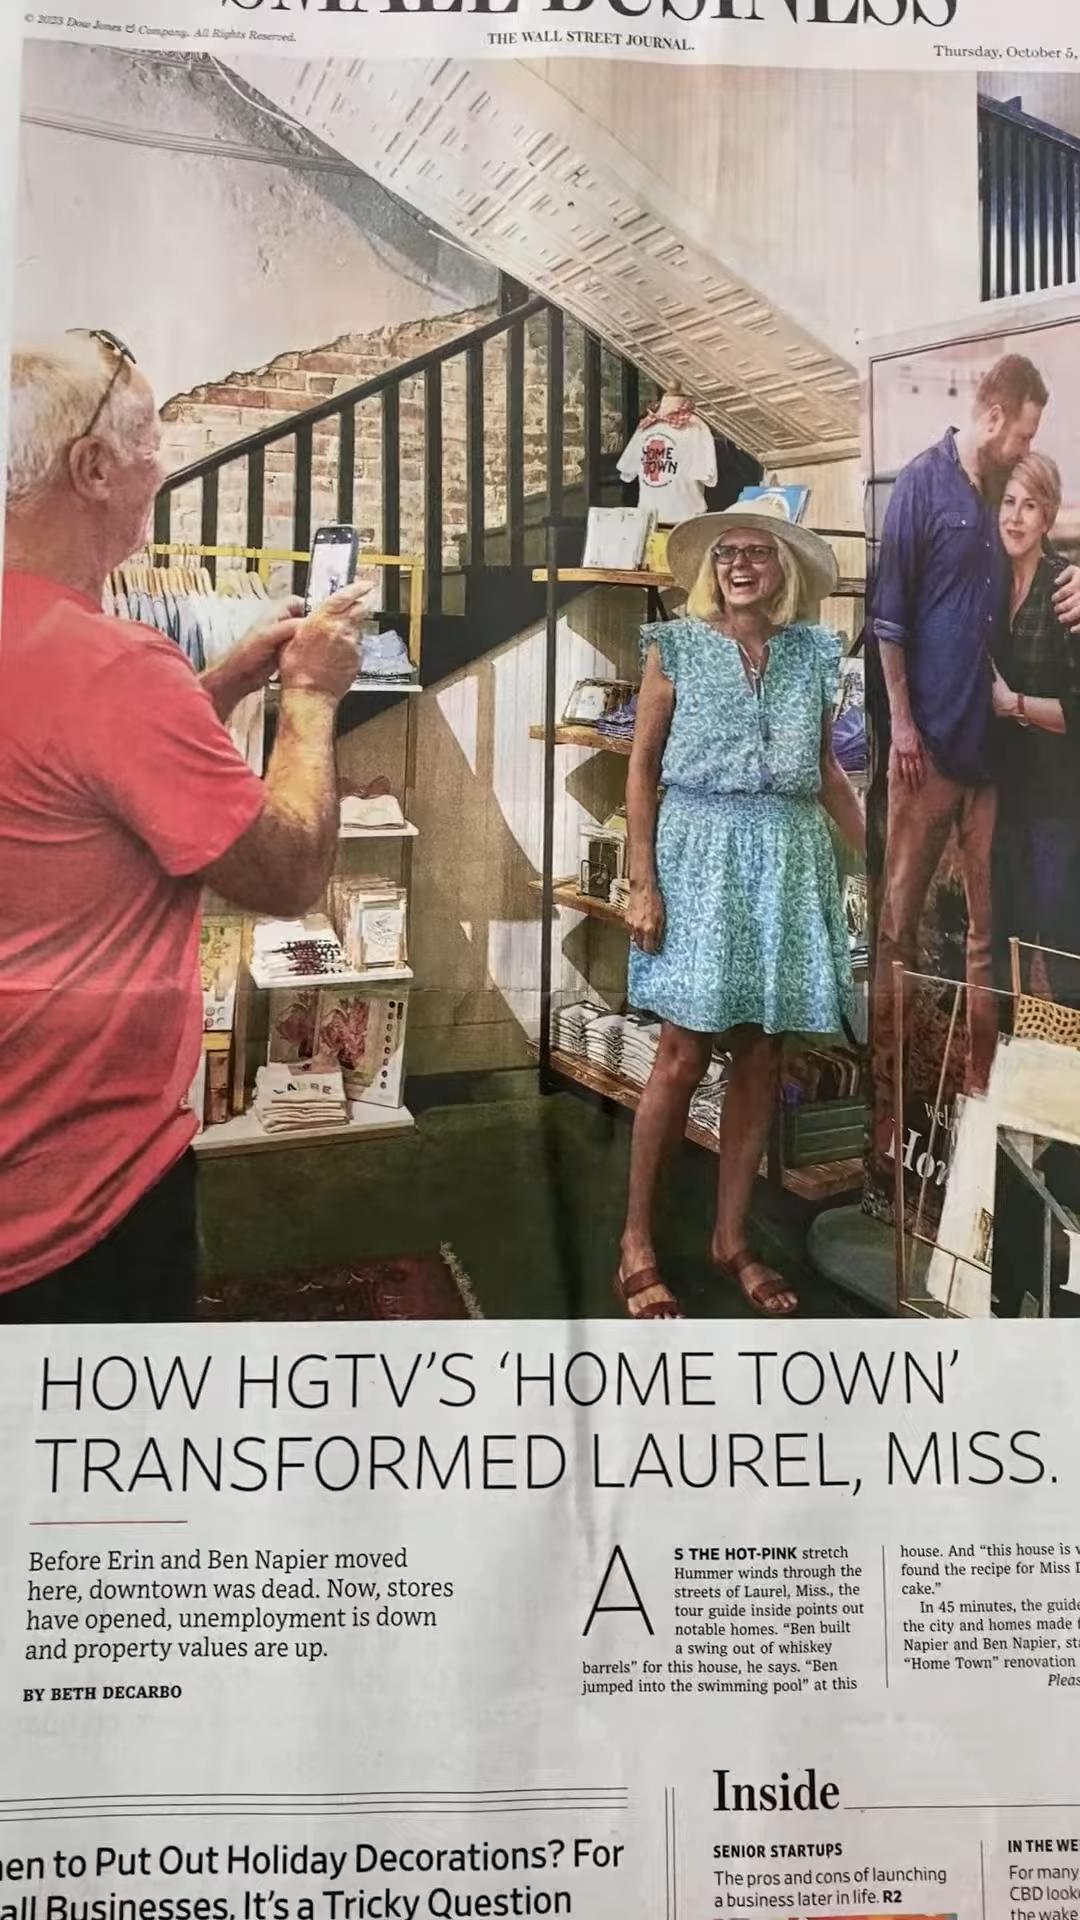 SMALL BUSINESS
© 2023 Dow Jones & Company. All Rights Reserved.
THE WALL STREET JOURNAL.
Thursday, October 5,
HOME
TOWN
LAURE
Wel
Ho
HOW HGTV'S 'HOME TOWN'
TRANSFORMED LAUREL, MISS.
Before Erin and Ben Napier moved
here, downtown was dead. Now, stores
have opened, unemployment is down
and property values are up.
BY BETH DECARBO
AS THE HOT-PINK stretch
Hummer winds through the
streets of Laurel, Miss., the
tour guide inside points out
notable homes. “Ben built
a swing out of whiskey
barrels” for this house, he says. “Ben
jumped into the swimming pool” at this
house. And “this house is
found the recipe for Miss
cake.”
In 45 minutes, the guide
the city and homes made
Napier and Ben Napier,
“Home Town” renovation
Pleas
en to Put Out Holiday Decorations? For
all Businesses, It's a Tricky Question
Inside
SENIOR STARTUPS
The pros and cons of launching
a business later in life. R2
IN THE WE
For many
CBD look
the wake